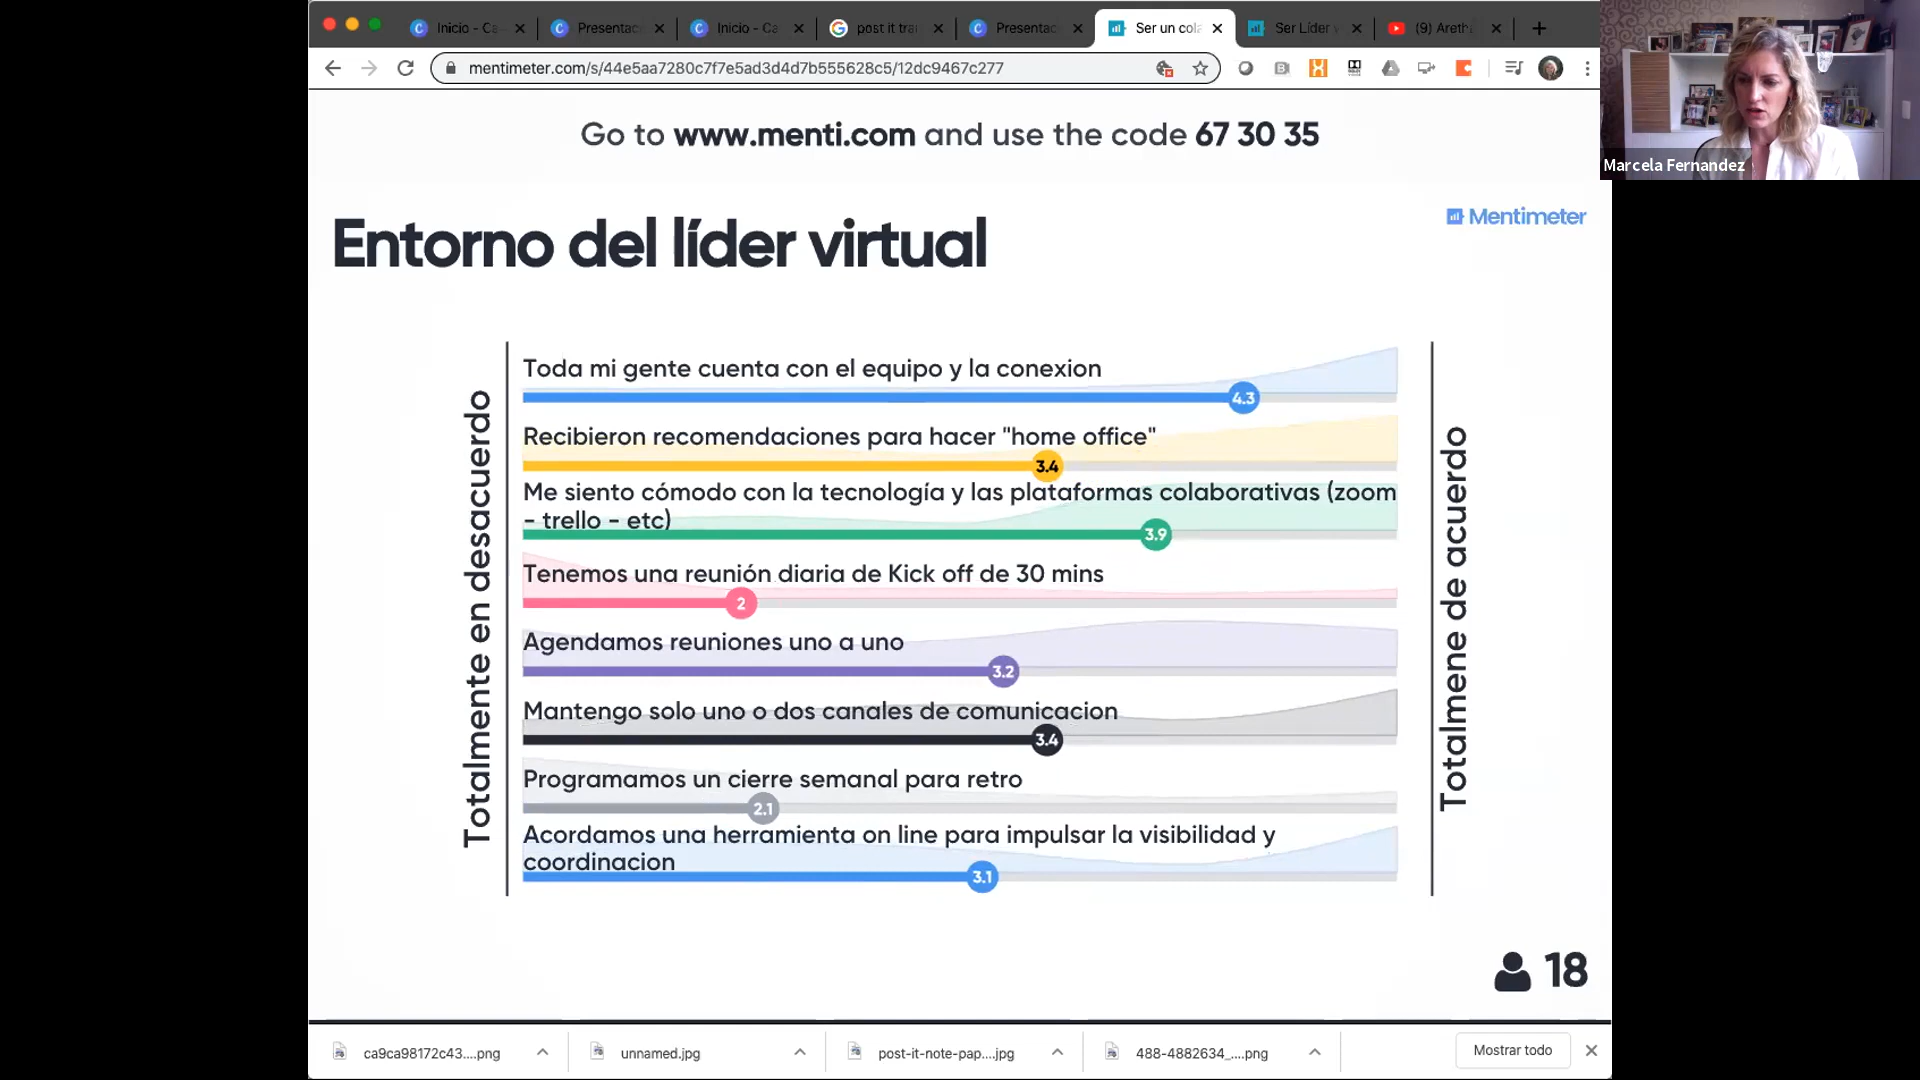 Inicio - Ca
Presentac
Inicio - Ca
post it tra
Presentac
Ser un col
Ser Líder v
(9) Areth
mentimeter.com/s/44e5aa7280c7f7e5ad3d4d7b555628c5/12dc9467c277
Marcela Fernandez
Go to www.menti.com and use the code 67 30 35
Mentimeter
Entorno del líder virtual
Totalmente en desacuerdo
Toda mi gente cuenta con el equipo y la conexion
4.3
Recibieron recomendaciones para hacer "home office"
3.4
Me siento cómodo con la tecnología y las plataformas colaborativas (zoom
- trello - etc)
3.9
Tenemos una reunión diaria de Kick off de 30 mins
2
Agendamos reuniones uno a uno
3.2
Mantengo solo uno o dos canales de comunicacion
3.4
Programamos un cierre semanal para retro
2.1
Acordamos una herramienta on line para impulsar la visibilidad y
coordinacion
3.1
Totalmene de acuerdo
18
ca9ca98172c43....png
unnamed.jpg
post-it-note-pap....jpg
488-4882634_....png
Mostrar todo